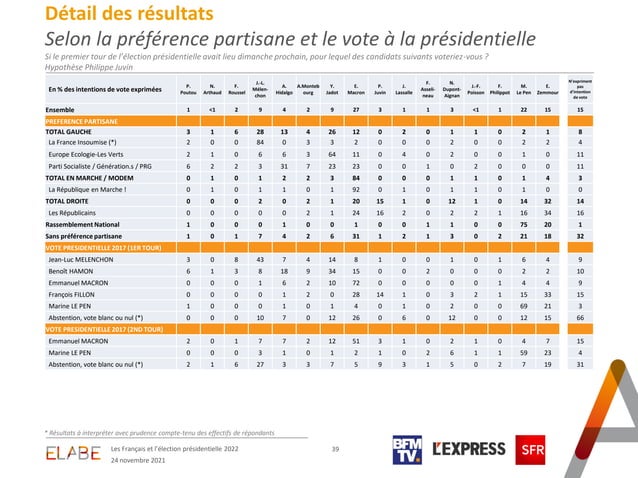 Détail des résultats
Selon la préférence partisane et le vote à la présidentielle
Si le premier tour de l'élection présidentielle avait lieu dimanche prochain, pour lequel des candidats suivants voteriez-vous ?
Hypothèse Philippe Juvin
En % des intentions de vote exprimées P. Poutou N. Arthaud F. Roussel J.-L. Mélen-chon A. Hidalgo A.Monteb ourg Y. Jadot E. Macron P. Juvin J. Lassalle F. Asseli-neau N. Dupont-Aignan J.-F. Poisson F. Philippot M. Le Pen E. Zemmour N'expriment pas d'intention de vote
Ensemble 1 <1 2 9 4 2 9 27 3 1 1 3 <1 1 22 15 15
PREFERENCE PARTISANE
TOTAL GAUCHE 3 1 6 28 13 4 26 12 0 2 0 1 1 0 2 1 8
La France Insoumise (*) 2 0 0 84 0 3 3 2 0 0 0 2 0 0 2 2 4
Europe Ecologie-Les Verts 2 1 0 6 6 3 64 11 0 4 0 2 0 0 1 0 11
Parti Socialiste / Génération.s / PRG 6 2 2 3 31 7 23 23 0 0 1 0 2 0 0 0 11
TOTAL EN MARCHE / MODEM 0 1 0 1 2 2 3 84 0 0 0 1 1 0 1 4 3
La République en Marche ! 0 1 0 1 1 0 1 92 0 1 0 1 1 0 1 0 0
TOTAL DROITE 0 0 0 2 0 2 1 20 15 1 0 12 1 0 14 32 14
Les Républicains 0 0 0 0 0 2 1 24 16 2 0 2 2 1 16 34 16
Rassemblement National 1 0 0 0 1 0 0 1 0 0 1 1 0 0 75 20 1
Sans préférence partisane 1 0 1 7 4 2 6 31 1 2 1 3 0 2 21 18 32
VOTE PRESIDENTIELLE 2017 (1ER TOUR)
Jean-Luc MELENCHON 3 0 8 43 7 4 14 8 1 0 0 1 0 1 6 4 9
Benoît HAMON 6 1 3 8 18 9 34 15 0 0 2 0 0 0 2 2 10
Emmanuel MACRON 0 0 0 1 6 2 10 72 0 0 0 0 0 1 4 4 9
François FILLON 0 0 0 0 1 2 0 28 14 1 0 3 2 1 15 33 15
Marine LE PEN 1 0 0 0 1 0 1 4 0 1 0 2 0 0 69 21 3
Abstention, vote blanc ou nul (*) 0 0 0 10 7 0 12 26 0 6 0 12 0 0 12 15 66
VOTE PRESIDENTIELLE 2017 (2ND TOUR)
Emmanuel MACRON 2 0 1 7 7 2 12 51 3 1 0 2 1 0 4 7 15
Marine LE PEN 0 0 0 3 1 0 1 2 1 0 2 6 1 1 59 23 4
Abstention, vote blanc ou nul (*) 2 1 6 27 3 3 7 5 9 3 1 5 0 2 7 19 31
* Résultats à interpréter avec prudence compte-tenu des effectifs de répondants
ELABE
Les Français et l'élection présidentielle 2022
24 novembre 2021
39
BFM TV.
L'EXPRESS
SFR